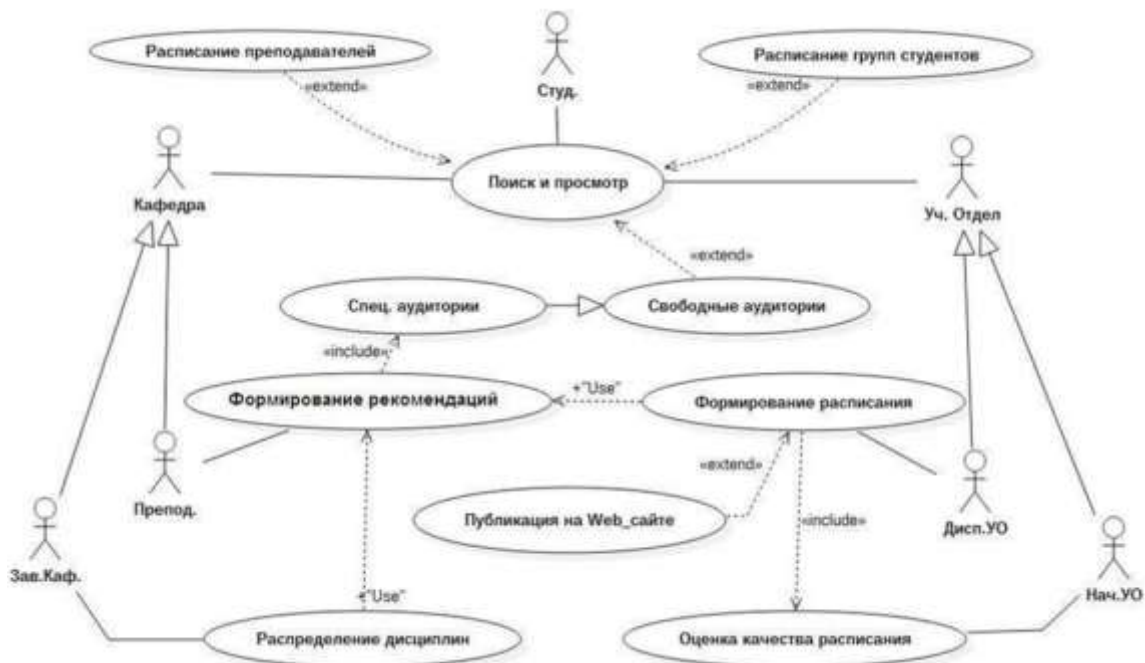 Расписание преподавателей
Расписание групп студентов
Студ.
«extend»
«extend»
Поиск и просмотр
Кафедра
Уч. Отдел
«extend»
Спец. аудитории
Свободные аудитории
«include»
+"Use"
Формирование рекомендаций
Формирование расписания
«extend»
Препод.
Публикация на Web_сайте
«include»
Дисп.УО
Зав.Каф.
Нач.УО
+"Use"
Распределение дисциплин
Оценка качества расписания